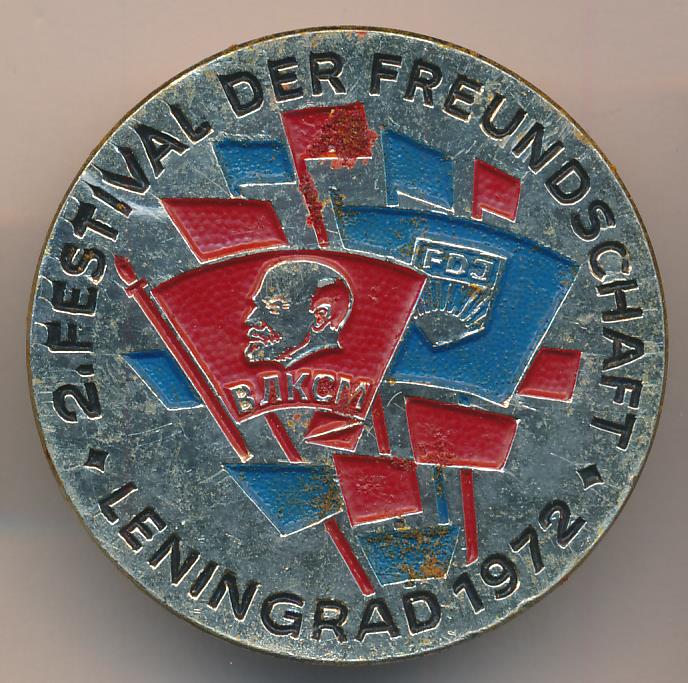 2. FESTIVAL DER FREUNDSCHAFT
FDJ
ВЛКСМ
LENINGRAD 1972